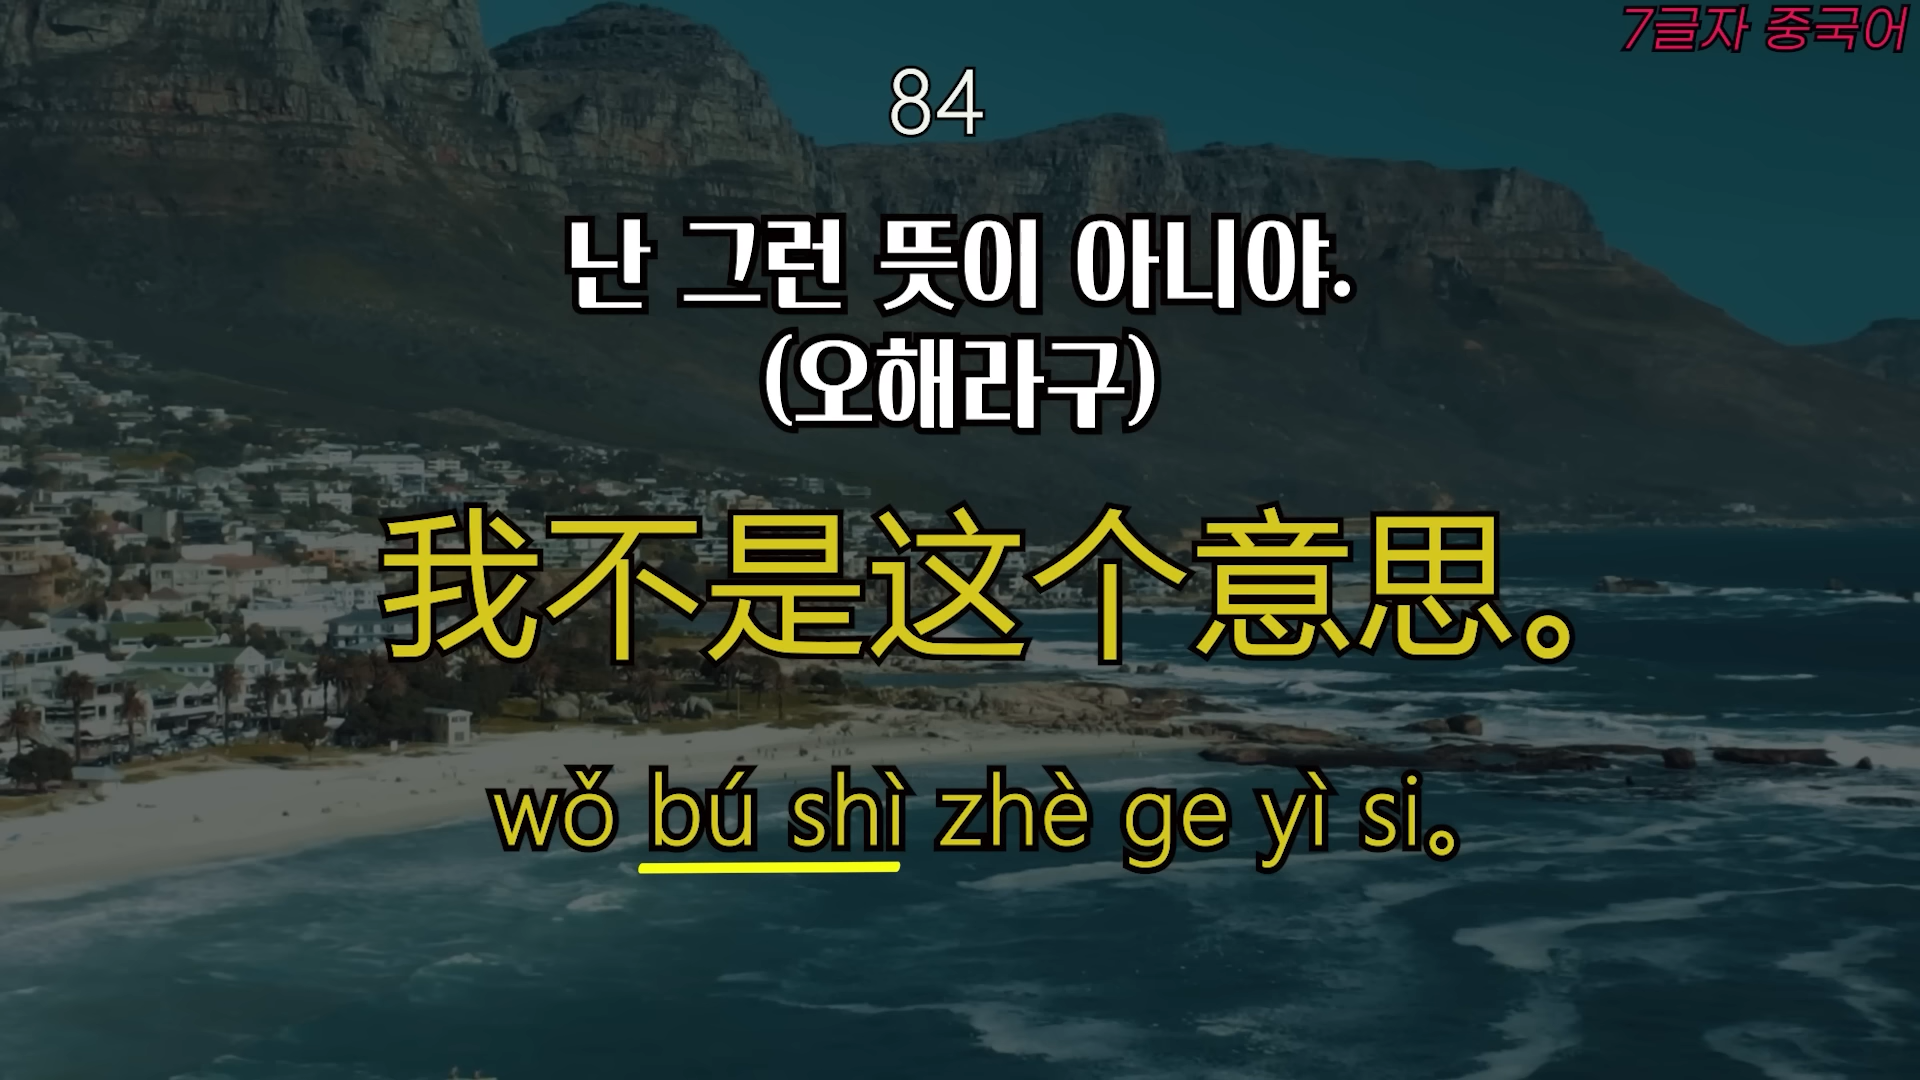 7글자 중국어
84
난 그런 뜻이 아니야.
(오해라구)
我不是这个意思。
wǒ bú shì zhè ge yì si。